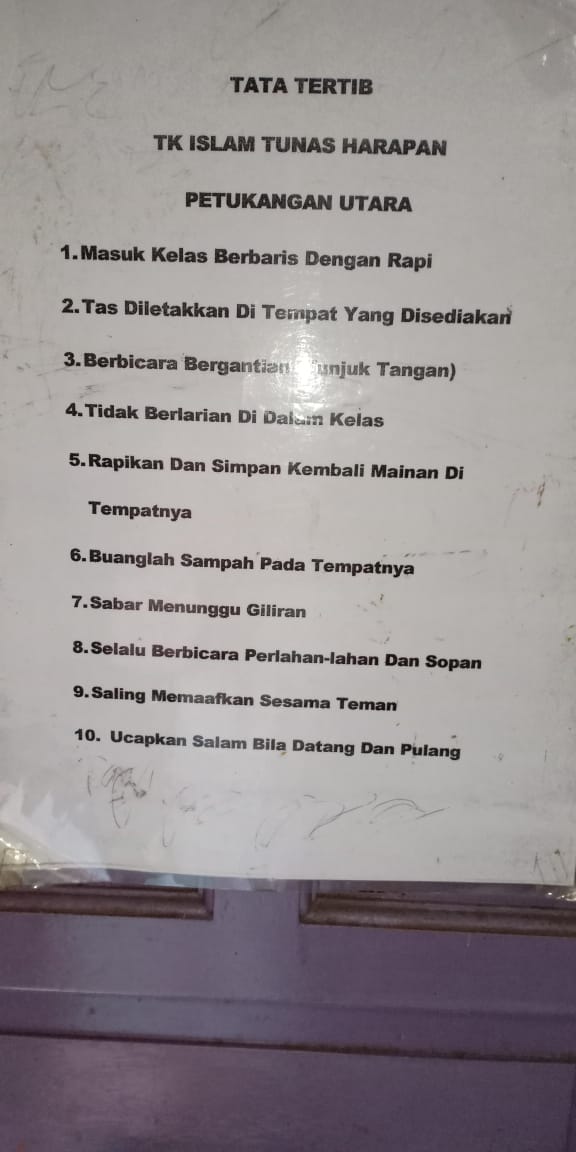 TATA TERTIB
TK ISLAM TUNAS HARAPAN
PETUKANGAN UTARA
1.Masuk Kelas Berbaris Dengan Rapi
2.Tas Diletakkan Di Tempat Yang Disediakan
3.Berbicara Bergantian Tangan)
4.Tidak Berlarian Di Dalam Kelas
5.Rapikan Dan Simpan Kembali Mainan Di
Tempatnya
6.Buanglah Sampah Pada Tempatnya
7.Sabar Menunggu Giliran
8.Selalu Berbicara Perlahan-lahan Dan Sopan
9.Saling Memaafkan Sesama Teman
10. Ucapkan Salam Bila Datang Dan Pulang